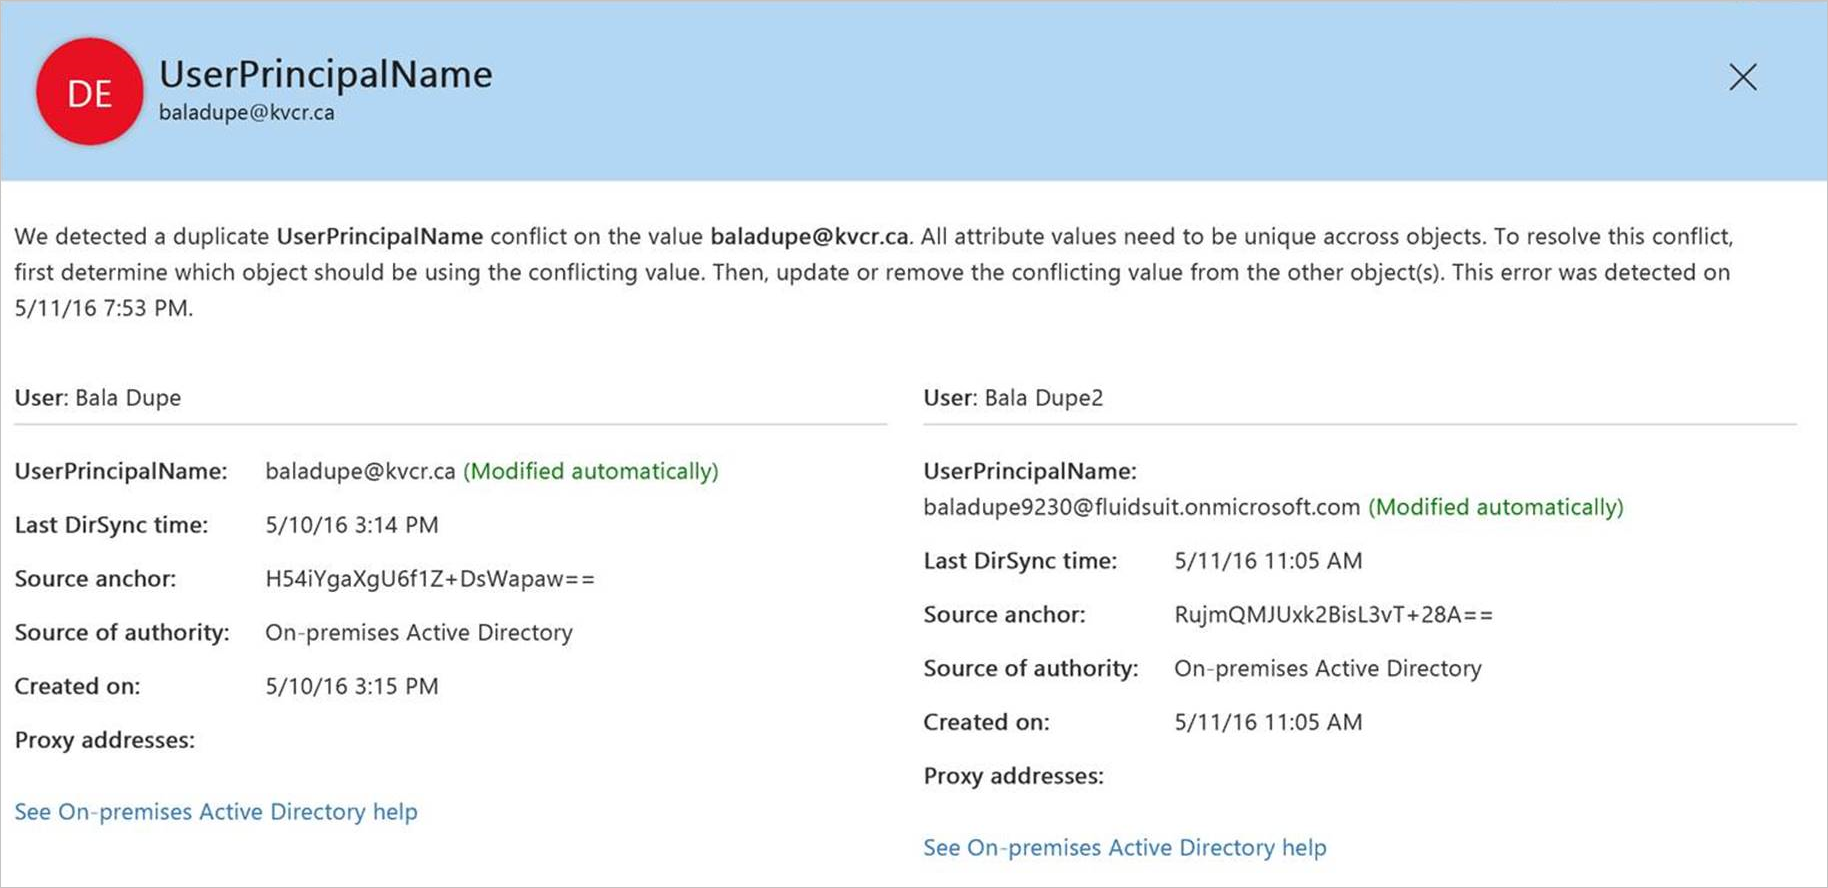 DE
UserPrincipalName
baladupe@kvcr.ca
We detected a duplicate UserPrincipalName conflict on the value baladupe@kvcr.ca. All attribute values need to be unique accross objects. To resolve this conflict,
first determine which object should be using the conflicting value. Then, update or remove the conflicting value from the other object(s). This error was detected on
5/11/16 7:53 PM.
User: Bala Dupe
UserPrincipalName: baladupe@kvcr.ca (Modified automatically)
Last DirSync time: 5/10/16 3:14 PM
Source anchor: H54iYgaXgU6f1Z+DsWapaw==
Source of authority: On-premises Active Directory
Created on: 5/10/16 3:15 PM
Proxy addresses:
See On-premises Active Directory help
User: Bala Dupe2
UserPrincipalName:
baladupe9230@fluidsuit.onmicrosoft.com (Modified automatically)
Last DirSync time: 5/11/16 11:05 AM
Source anchor: RujmQMJUxk2BisL3vT+28A==
Source of authority: On-premises Active Directory
Created on: 5/11/16 11:05 AM
Proxy addresses:
See On-premises Active Directory help